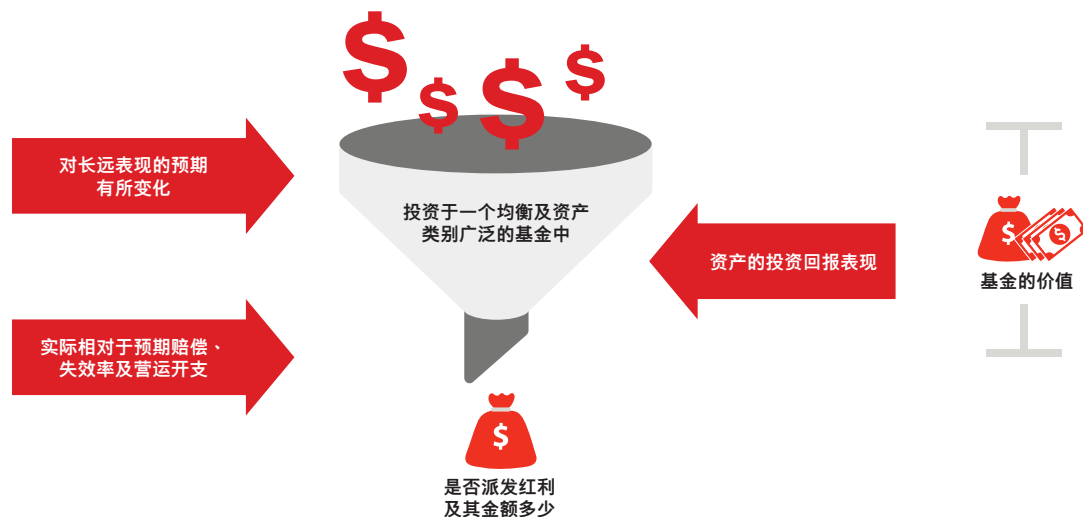 $ $ $ $
对长远表现的预期
有所变化
投资于一个均衡及资产
类别广泛的基金中
资产的投资回报表现
$ $
基金的价值
实际相对于预期赔偿、
失效率及营运开支
$
是否派发红利
及其金额多少